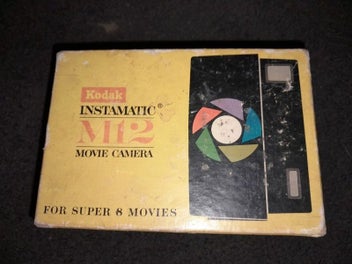 Kodak
INSTAMATIC®
M12
MOVIE CAMERA
FOR SUPER 8 MOVIES